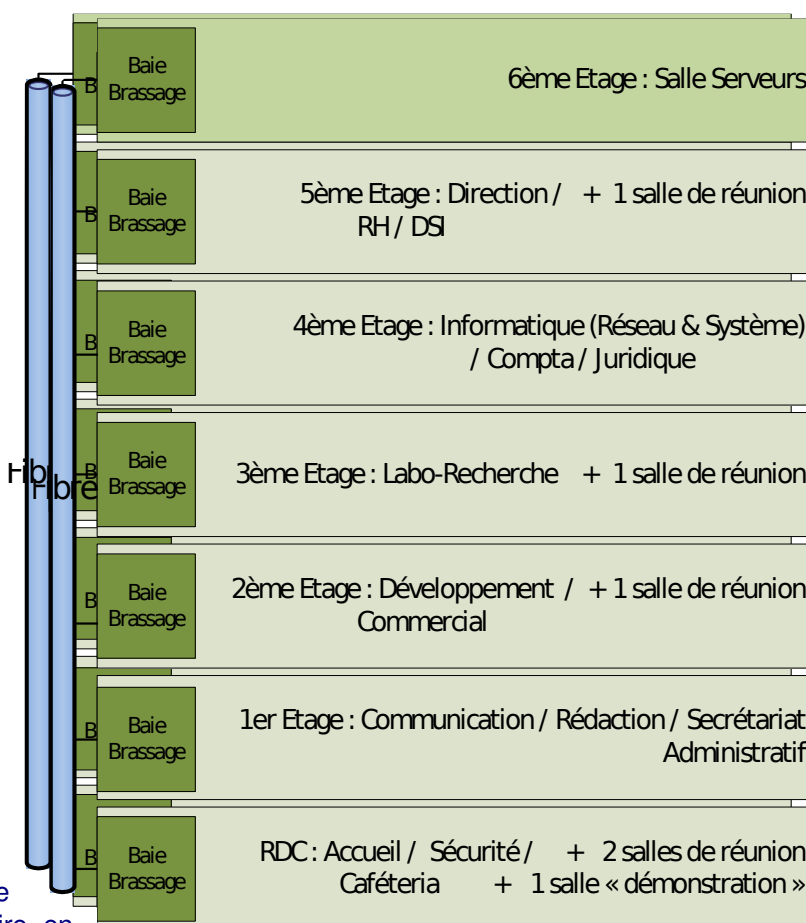 Baie
Brassage
6ème Etage : Salle Serveurs
B
Baie
Brassage
5ème Etage : Direction / + 1 salle de réunion
RH / DSI
B
Baie
Brassage
4ème Etage : Informatique (Réseau & Système)
/ Compta / Juridique
B
Baie
Brassage
3ème Etage : Labo-Recherche + 1 salle de réunion
B
Fibre
Baie
Brassage
2ème Etage : Développement / + 1 salle de réunion
Commercial
B
Baie
Brassage
1er Etage : Communication / Rédaction / Secrétariat
Administratif
B
Baie
Brassage
RDC : Accueil / Sécurité / + 2 salles de réunion
Caféteria + 1 salle « démonstration »
B